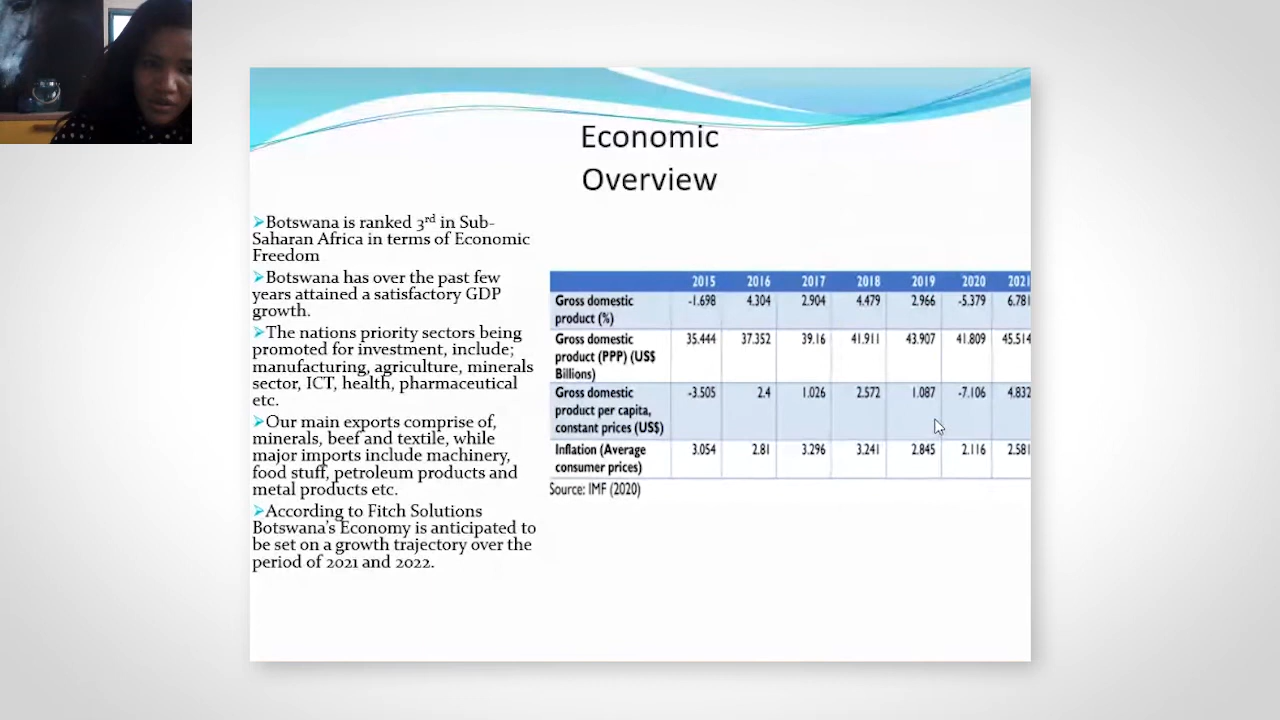 Economic
Overview
➢Botswana is ranked 3rd in Sub-
Saharan Africa in terms of Economic
Freedom
➢Botswana has over the past few
years attained a satisfactory GDP
growth.
➢The nations priority sectors being
promoted for investment, include;
manufacturing, agriculture, minerals
sector, ICT, health, pharmaceutical
etc.
➢Our main exports comprise of,
minerals, beef and textile, while
major imports include machinery,
food stuff, petroleum products and
metal products etc.
➢According to Fitch Solutions
Botswana's Economy is anticipated to
be set on a growth trajectory over the
period of 2021 and 2022.
2015 2016 2017 2018 2019 2020 2021
Gross domestic -1.698 4.304 2.904 4.479 2.966 -5.379 6.781
product (%)
Gross domestic 35.444 37.352 39.16 41.911 43.907 41.809 45.514
product (PPP) (US$
Billions)
Gross domestic -3.505 2.4 1.026 2.572 1.087 -7.106 4.832
product per capita,
constant prices (US$)
Inflation (Average 3.054 2.81 3.296 3.241 2.845 2.116 2.581
consumer prices)
Source: IMF (2020)